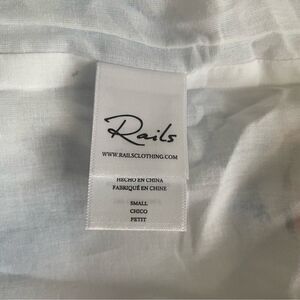 Rails
WWW.RAILSCLOTHING.COM
HECHO EN CHINA
FABRIQUÉ EN CHINE
SMALL
CHICO
PETIT